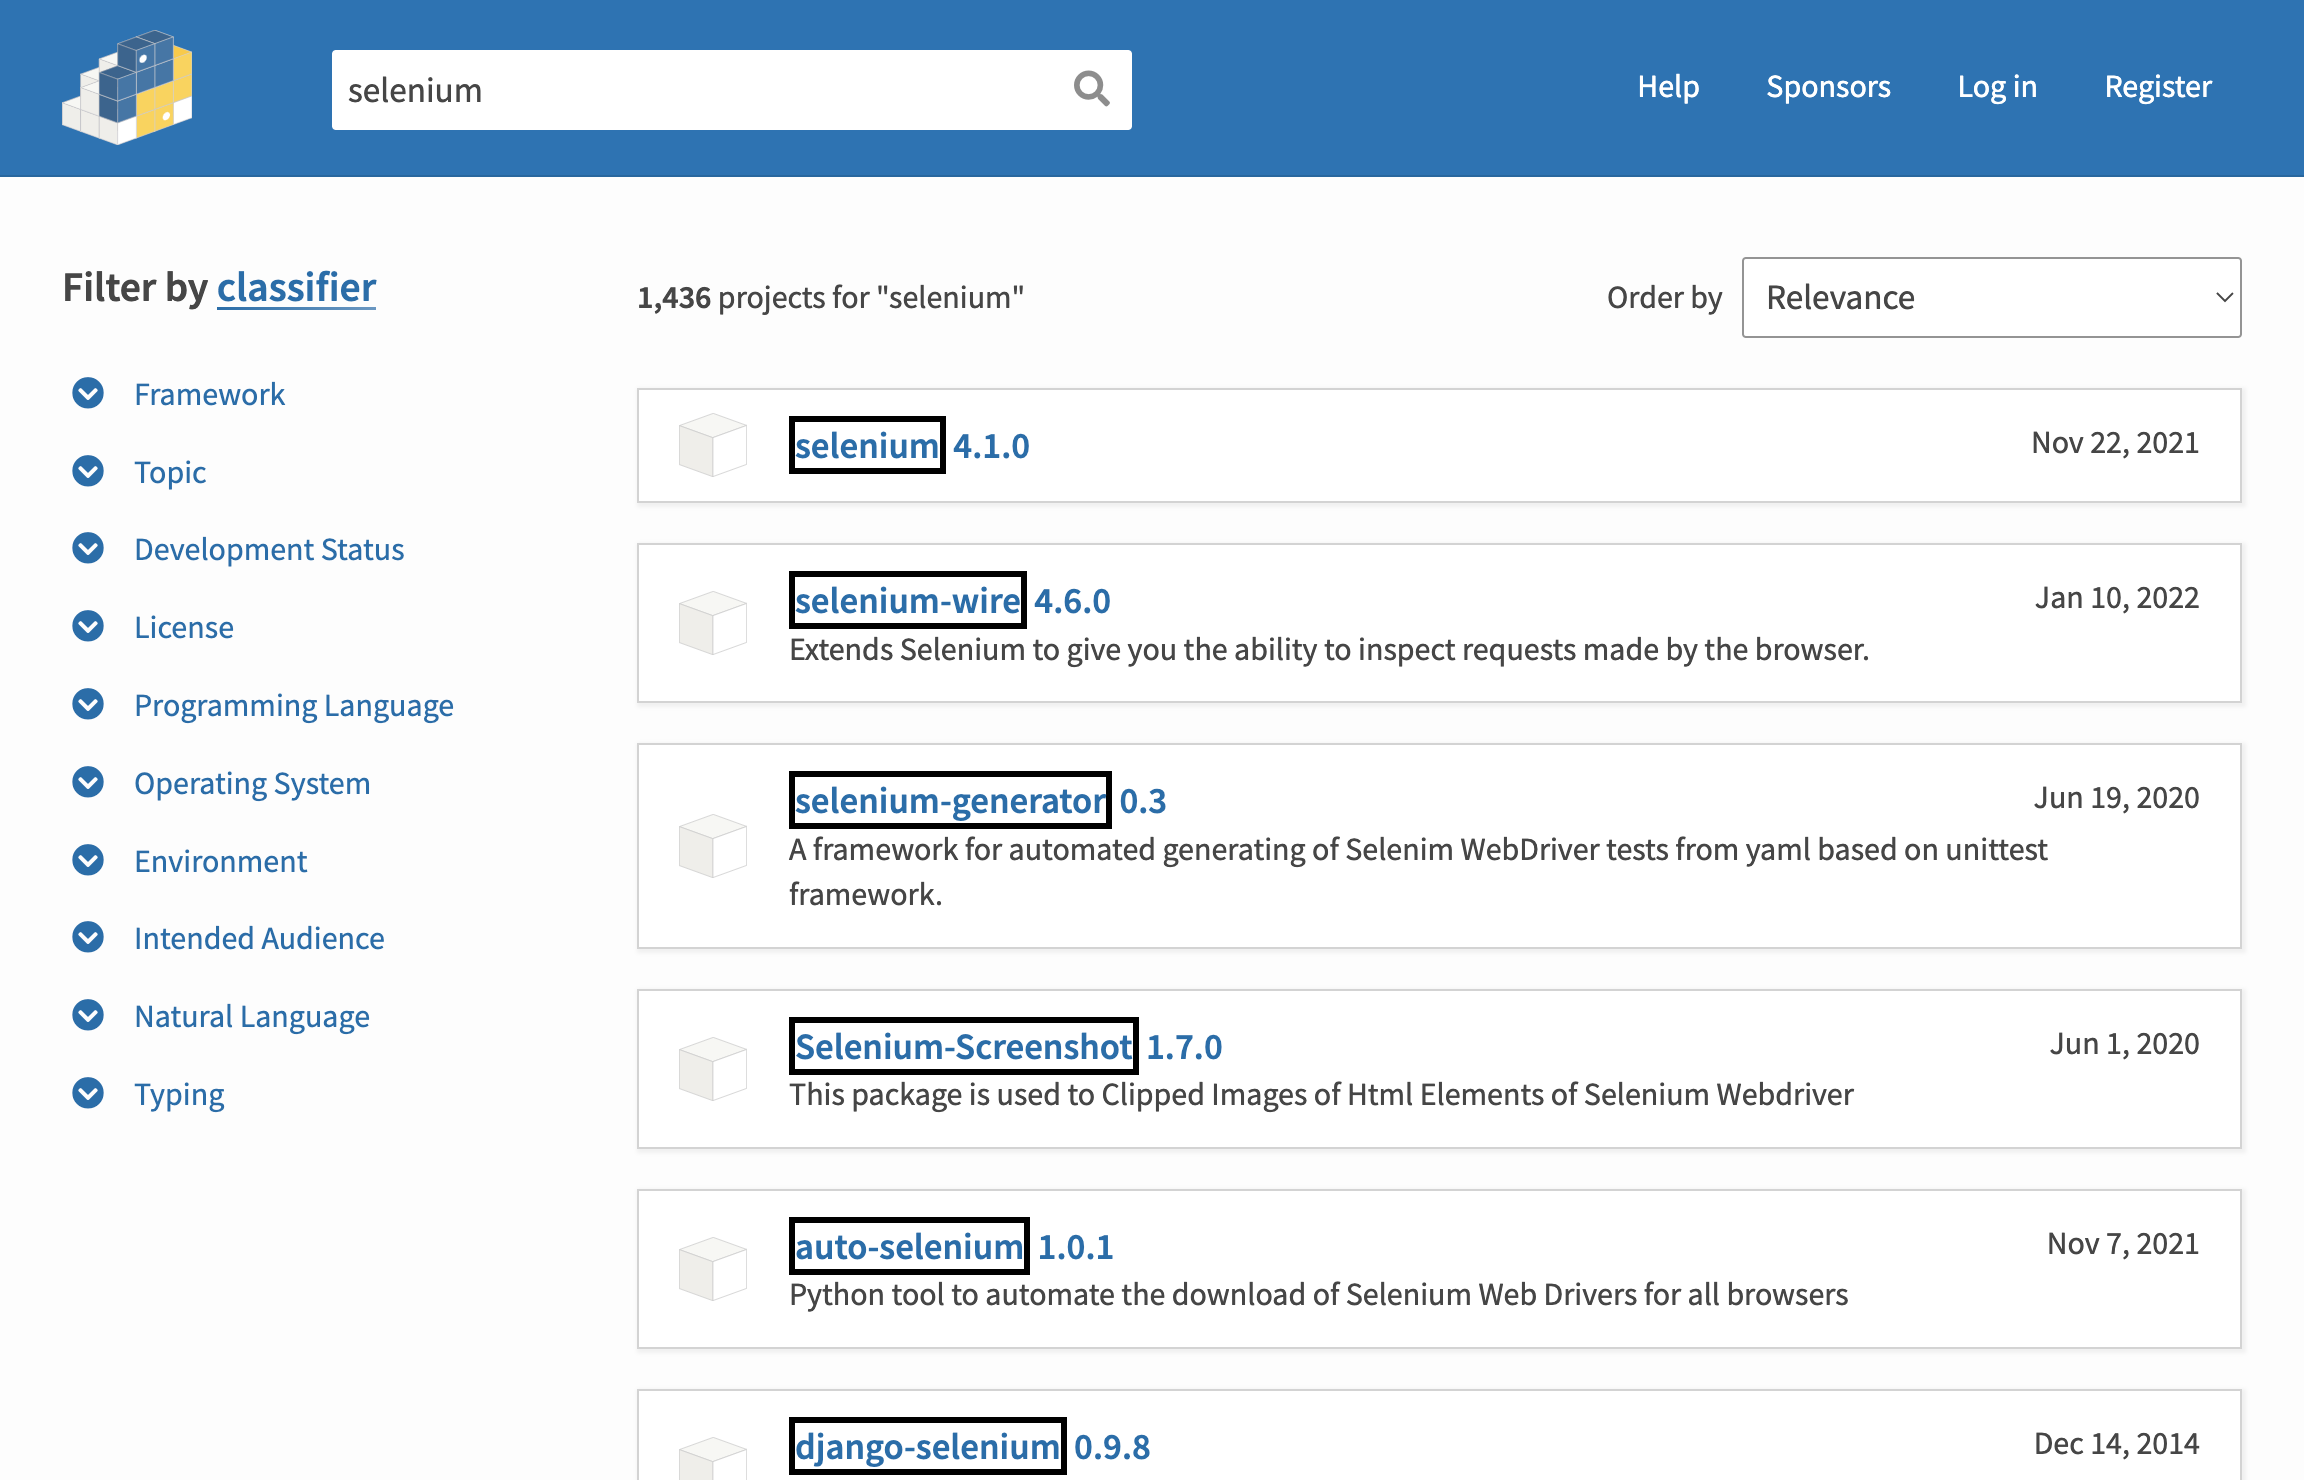 selenium
Help
Sponsors
Log in
Register
Filter by classifier
Framework
Topic
Development Status
License
Programming Language
Operating System
Environment
Intended Audience
Natural Language
Typing
1,436 projects for "selenium"
Order by
Relevance
selenium 4.1.0
Nov 22, 2021
selenium-wire 4.6.0
Jan 10, 2022
Extends Selenium to give you the ability to inspect requests made by the browser.
selenium-generator 0.3
Jun 19, 2020
A framework for automated generating of Selenim WebDriver tests from yaml based on unittest
framework.
Selenium-Screenshot 1.7.0
Jun 1, 2020
This package is used to Clipped Images of Html Elements of Selenium Webdriver
auto-selenium 1.0.1
Nov 7, 2021
Python tool to automate the download of Selenium Web Drivers for all browsers
django-selenium 0.9.8
Dec 14, 2014